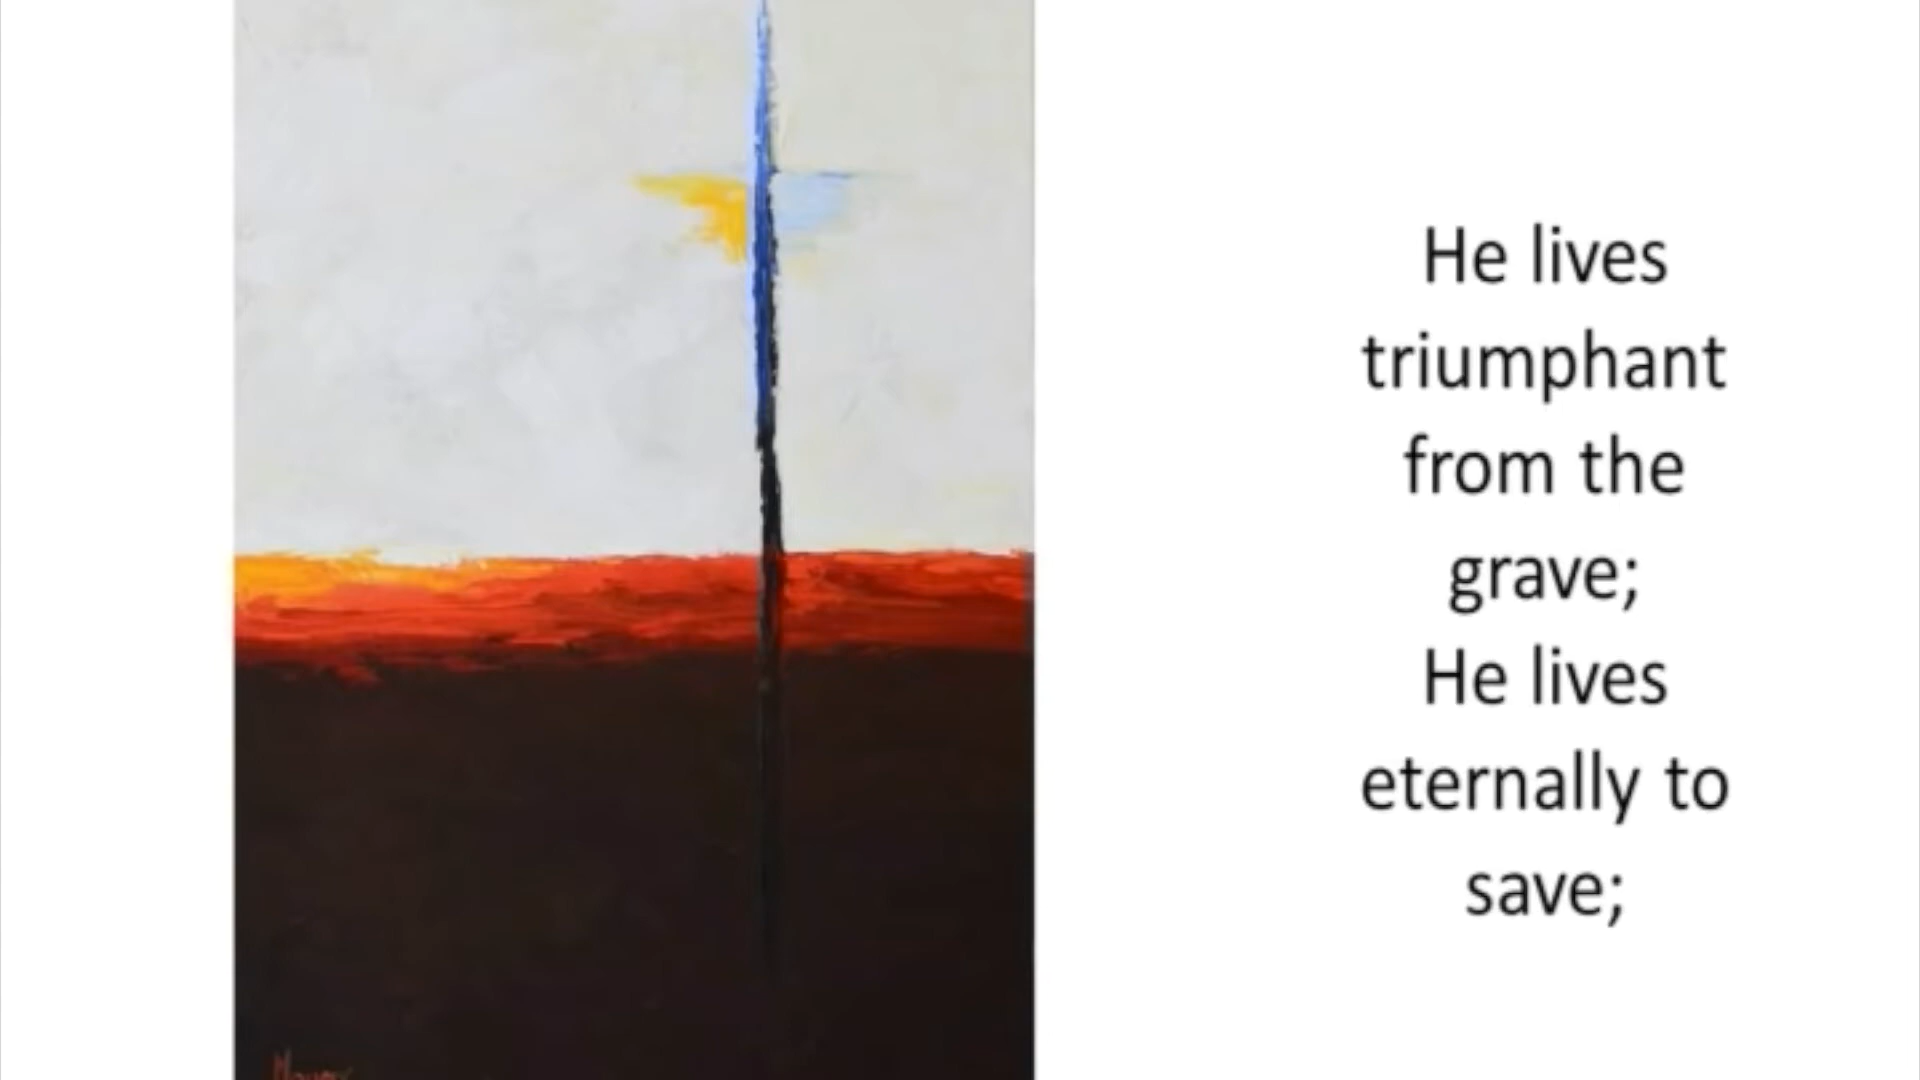 He lives
triumphant
from the
grave;
He lives
eternally to
save;